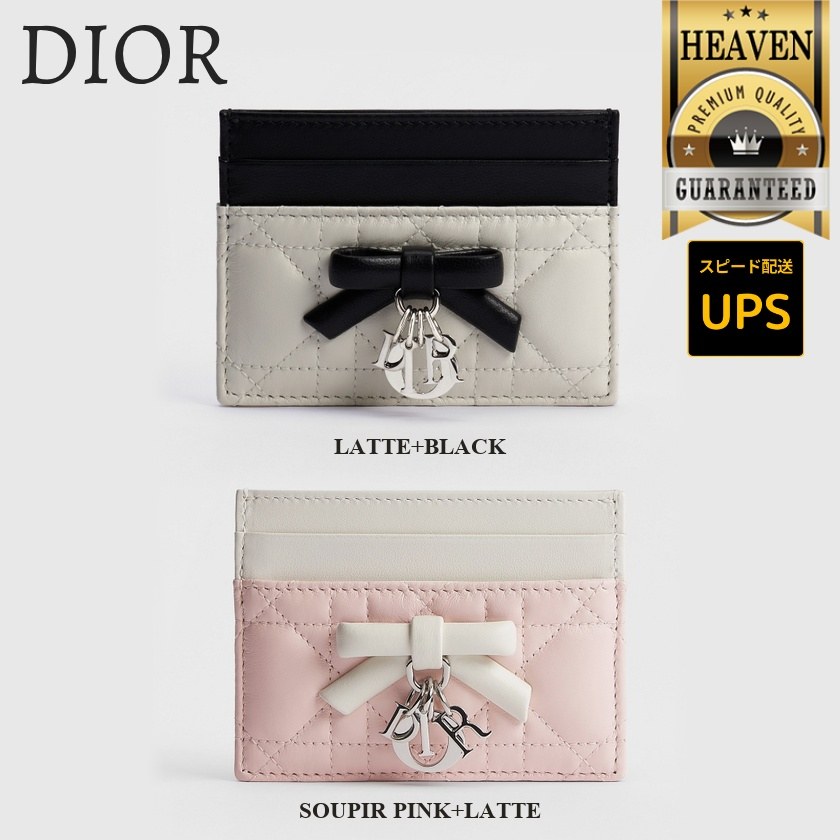 DIOR
HEAVEN
PREMIUM QUALITY
GUARANTEED
スピード配送
UPS
LATTE+BLACK
SOUPIR PINK+LATTE